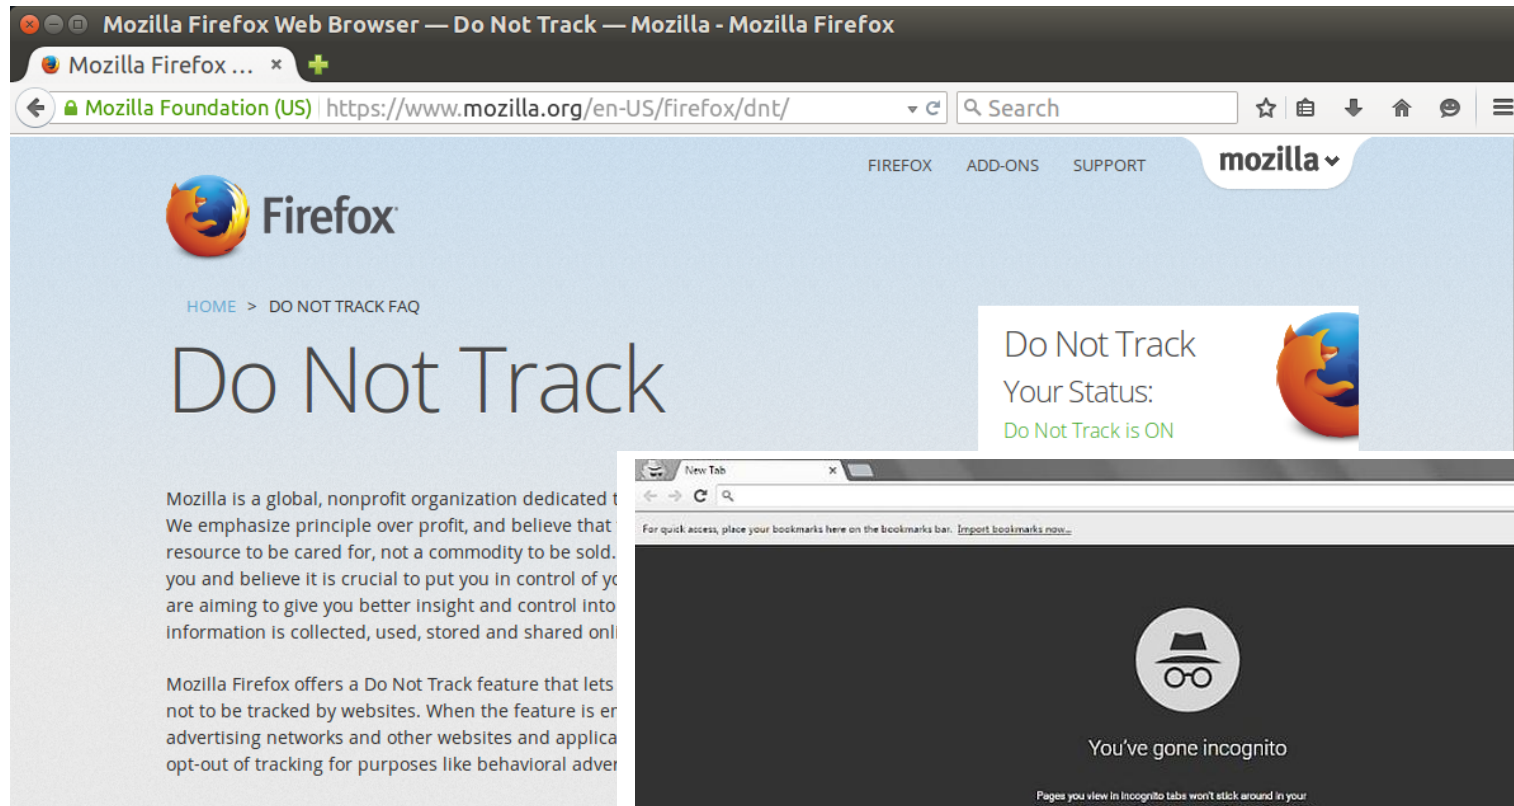 Mozilla Firefox Web Browser — Do Not Track — Mozilla - Mozilla Firefox
Mozilla Firefox ...
Mozilla Foundation (US) https://www.mozilla.org/en-US/firefox/dnt/ Search
FIREFOX ADD-ONS SUPPORT mozilla
Firefox
HOME > DO NOT TRACK FAQ
Do Not Track
Do Not Track
Your Status:
Do Not Track is ON
Mozilla is a global, nonprofit organization dedicated
We emphasize principle over profit, and believe that
resource to be cared for, not a commodity to be sold.
you and believe it is crucial to put you in control of
are aiming to give you better insight and control into
information is collected, used, stored and shared
Mozilla Firefox offers a Do Not Track feature that lets
not to be tracked by websites. When the feature is
advertising networks and other websites and
opt-out of tracking for purposes like behavioral
New Tab
For quick access, place your bookmarks here on the bookmarks bar. Import bookmarks now...
You've gone incognito
Pages you view in incognito tabs won't stick around in your